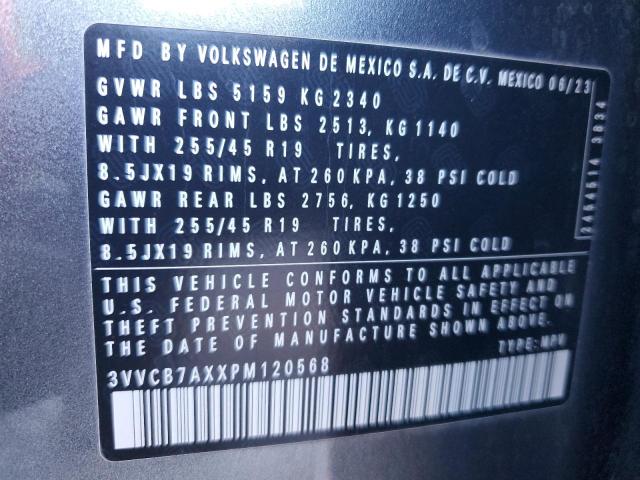 MFD BY VOLKSWAGEN DE MEXICO S.A. DE C.V. MEXICO 06/23
GVWR LBS 5159 KG 2340
GAWR FRONT LBS 2513, KG 1140
WITH 255/45 R19 TIRES,
8.5JX19 RIMS, AT 260 KPA, 38 PSI COLD
GAWR REAR LBS 2756, KG 1250
WITH 255/45 R19 TIRES,
8.5JX19 RIMS, AT 260 KPA, 38 PSI COLD
THIS VEHICLE CONFORMS TO ALL APPLICABLE
U.S. FEDERAL MOTOR VEHICLE SAFETY AND
THEFT PREVENTION STANDARDS IN EFFECT ON
THE DATE OF MANUFACTURE SHOWN ABOVE.
TYPE: MPV
3VVCB7AXXPM120568
3834